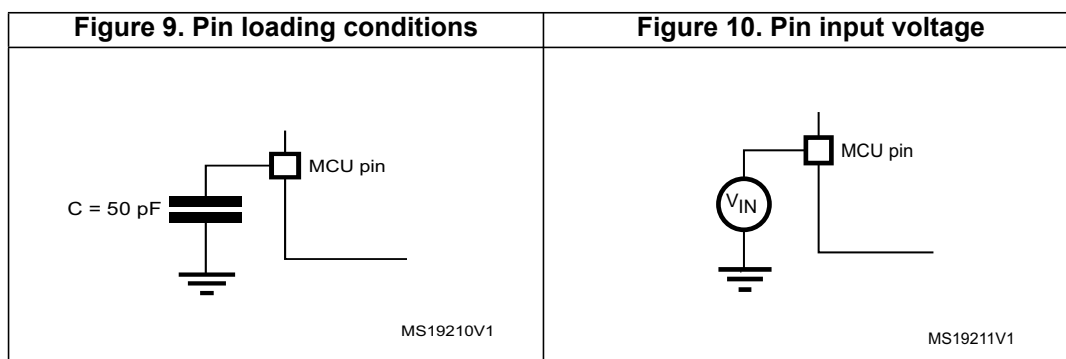 Figure 9. Pin loading conditions
Figure 10. Pin input voltage
MCU pin
C = 50 pF
MS19210V1
MCU pin
VIN
MS19211V1